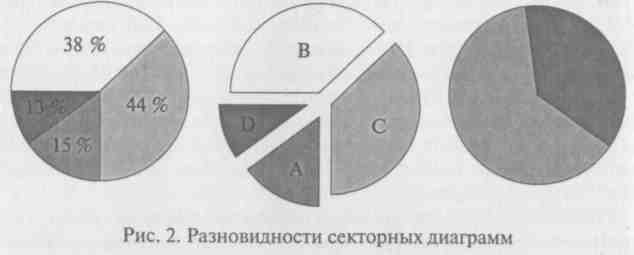 38 %
13 %
44 %
15 %
B
D
C
A
Рис. 2. Разновидности секторных диаграмм